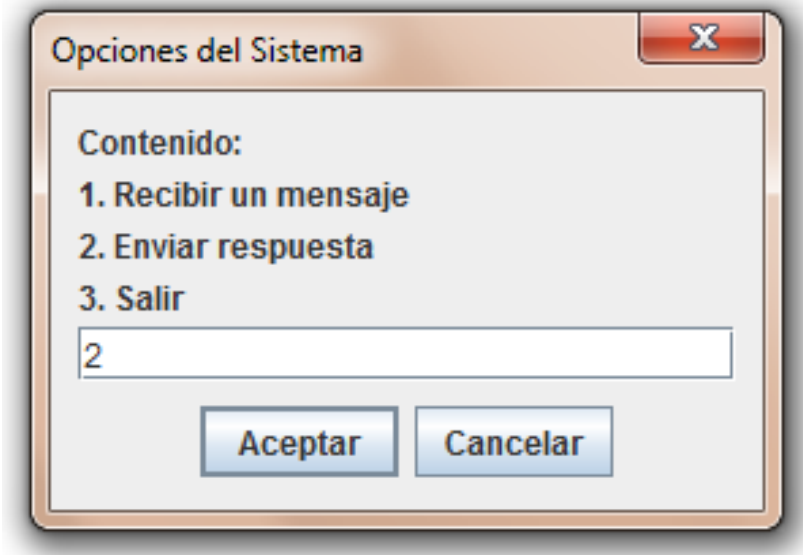 Opciones del Sistema
Contenido:
1. Recibir un mensaje
2. Enviar respuesta
3. Salir
2
Aceptar Cancelar